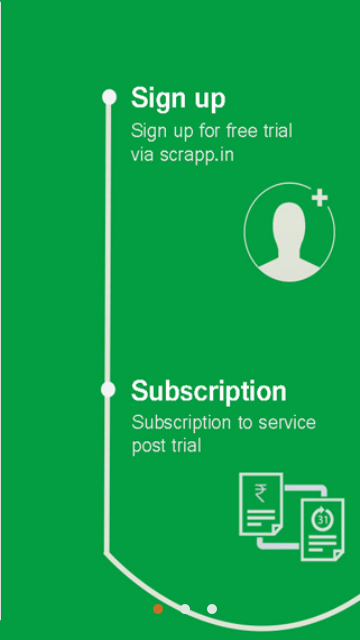 Sign up
Sign up for free trial
via scrapp.in
Subscription
Subscription to service
post trial
₹
31